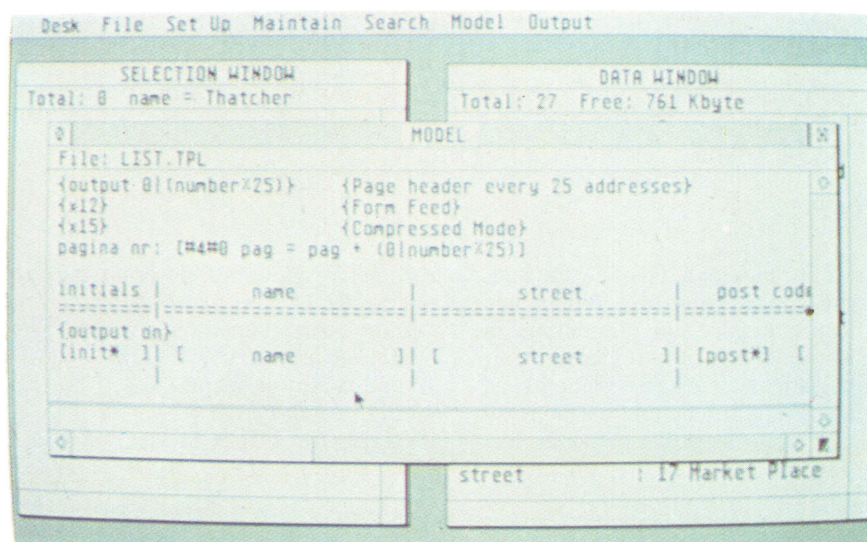 Desk File Set Up Maintain Search Model Output
SELECTION WINDOW
Total: 0 name = Thatcher
DATA WINDOW
Total: 27 Free: 761 Kbyte
MODEL
File: LIST.TPL
{output 0|(number%25)} {Page header every 25 addresses}
{x12} {Form Feed}
{x15} {Compressed Mode}
pagina nr: [#4#0 pag = pag + (0|number%25)]
initials | name | street | post code
=========|=====================|=====================|===========
{output on}
[init* ]| [ name ]| [ street ]| [post*] [
| | |
street : 17 Market Place